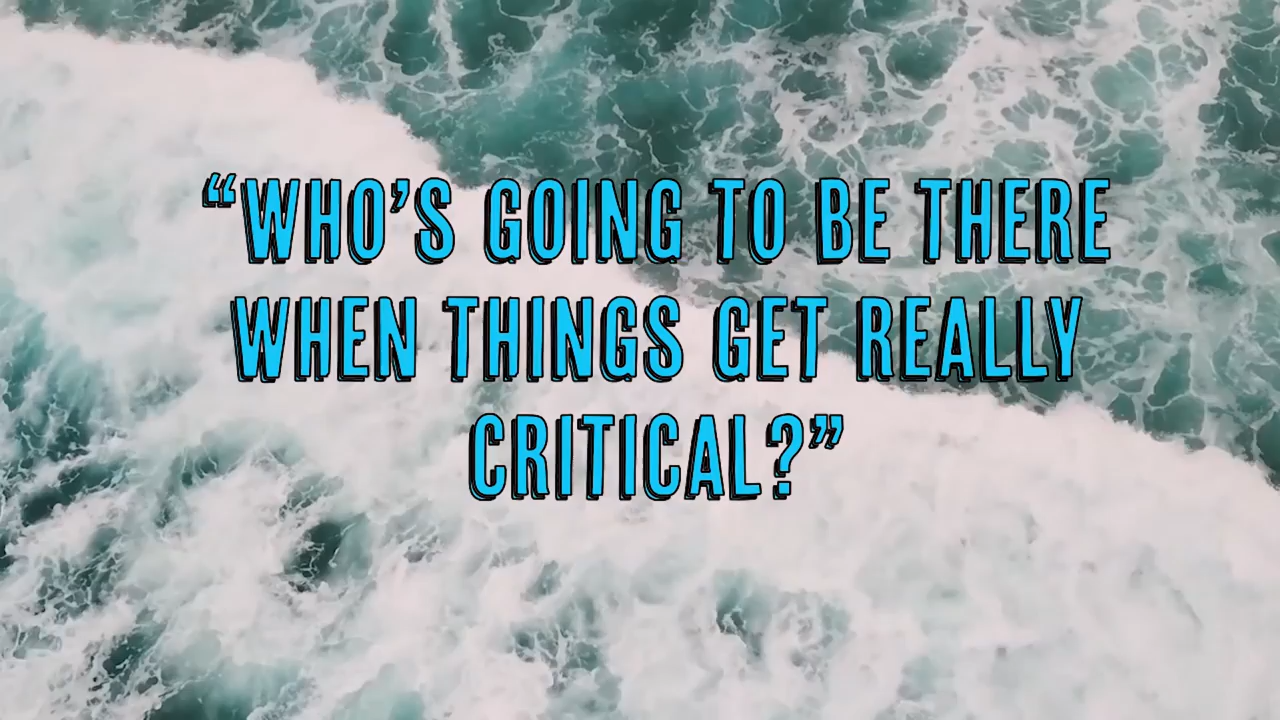 “WHO’S GOING TO BE THERE
WHEN THINGS GET REALLY
CRITICAL?”